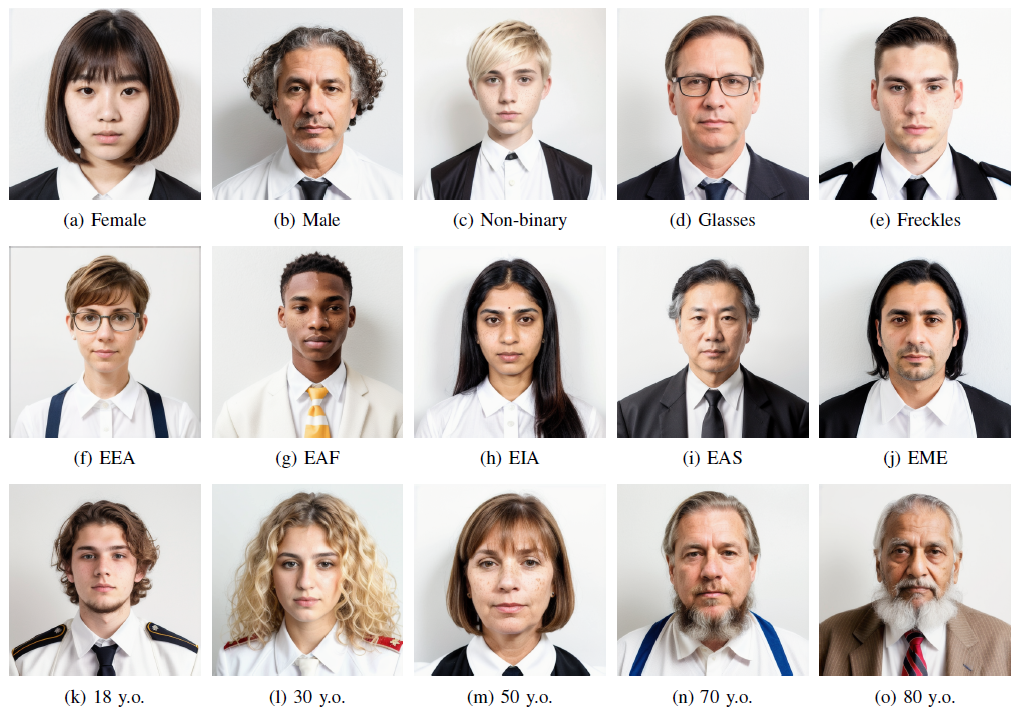 (a) Female (b) Male (c) Non-binary (d) Glasses (e) Freckles
(f) EEA (g) EAF (h) EIA (i) EAS (j) EME
(k) 18 y.o. (l) 30 y.o. (m) 50 y.o. (n) 70 y.o. (o) 80 y.o.